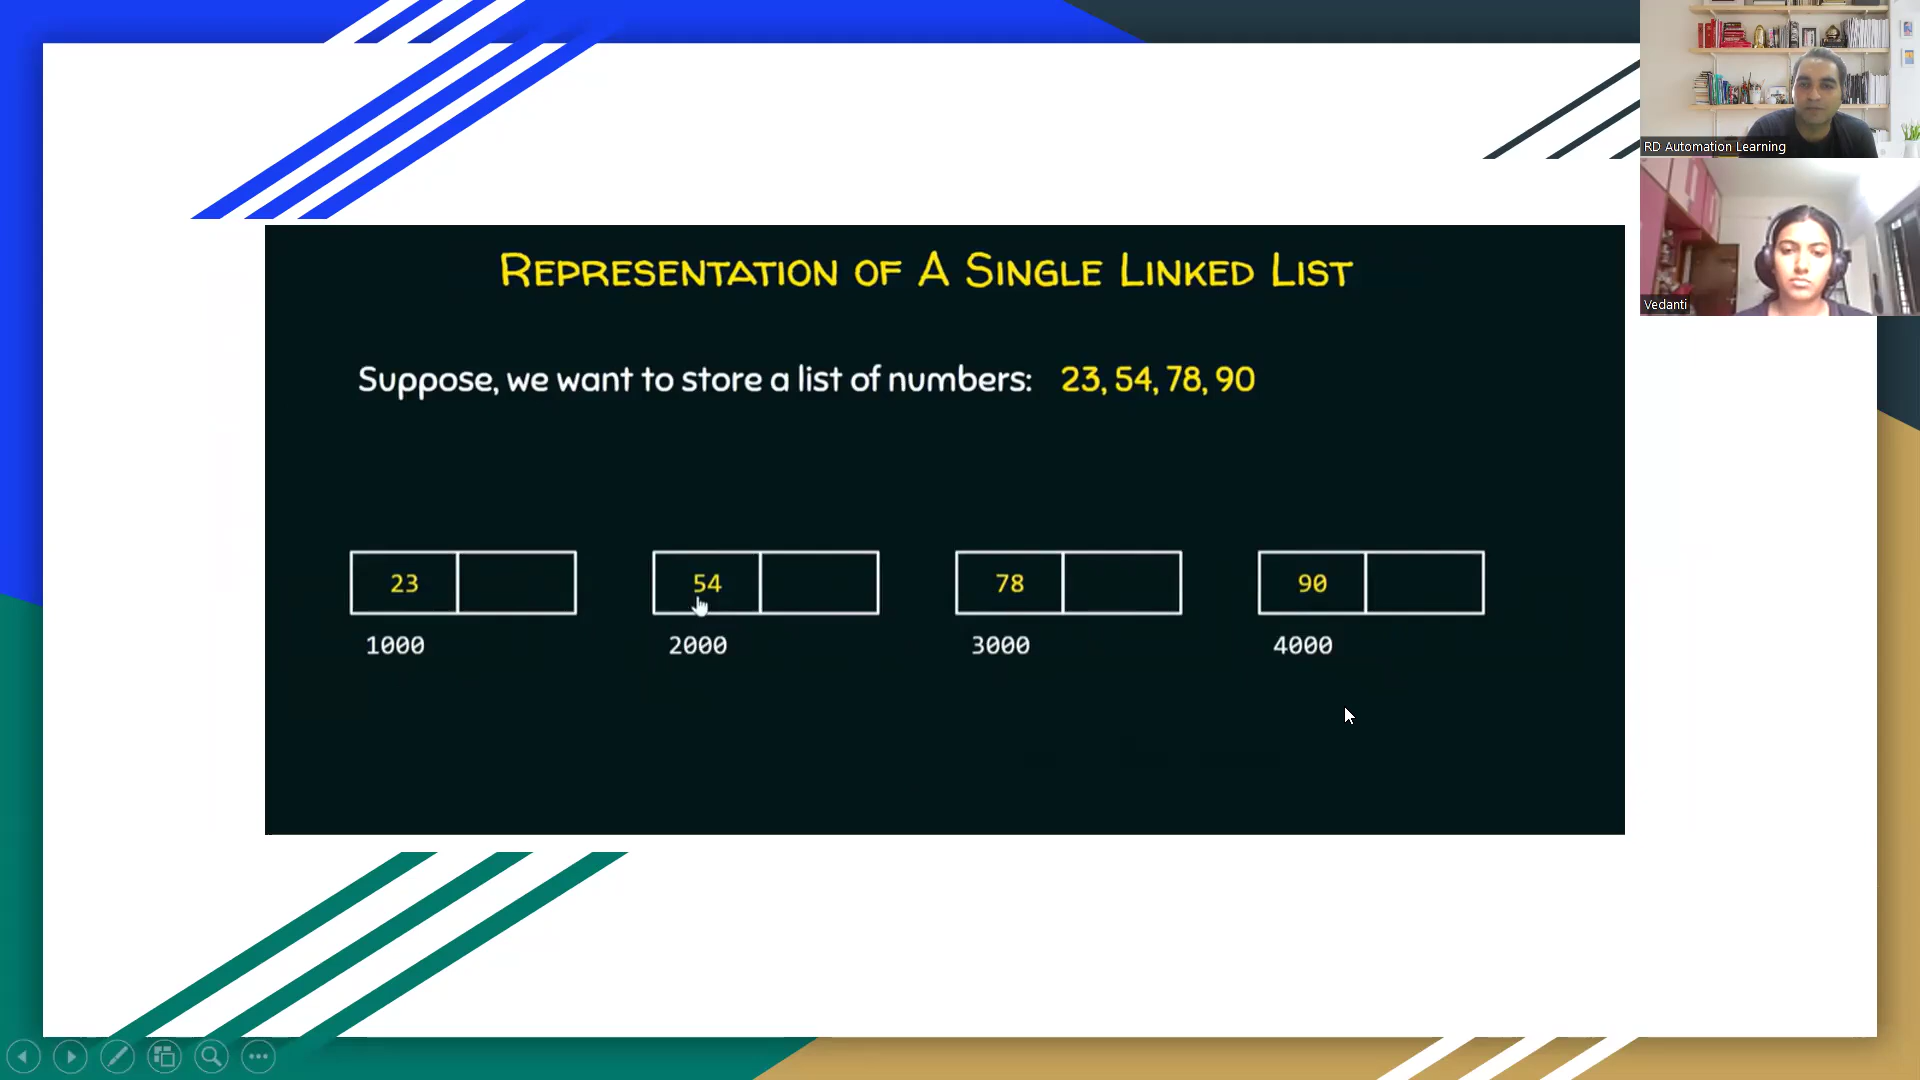 RD Automation Learning
Vedanti
REPRESENTATION OF A SINGLE LINKED LIST
Suppose, we want to store a list of numbers: 23, 54, 78, 90
23 54 78 90
1000 2000 3000 4000